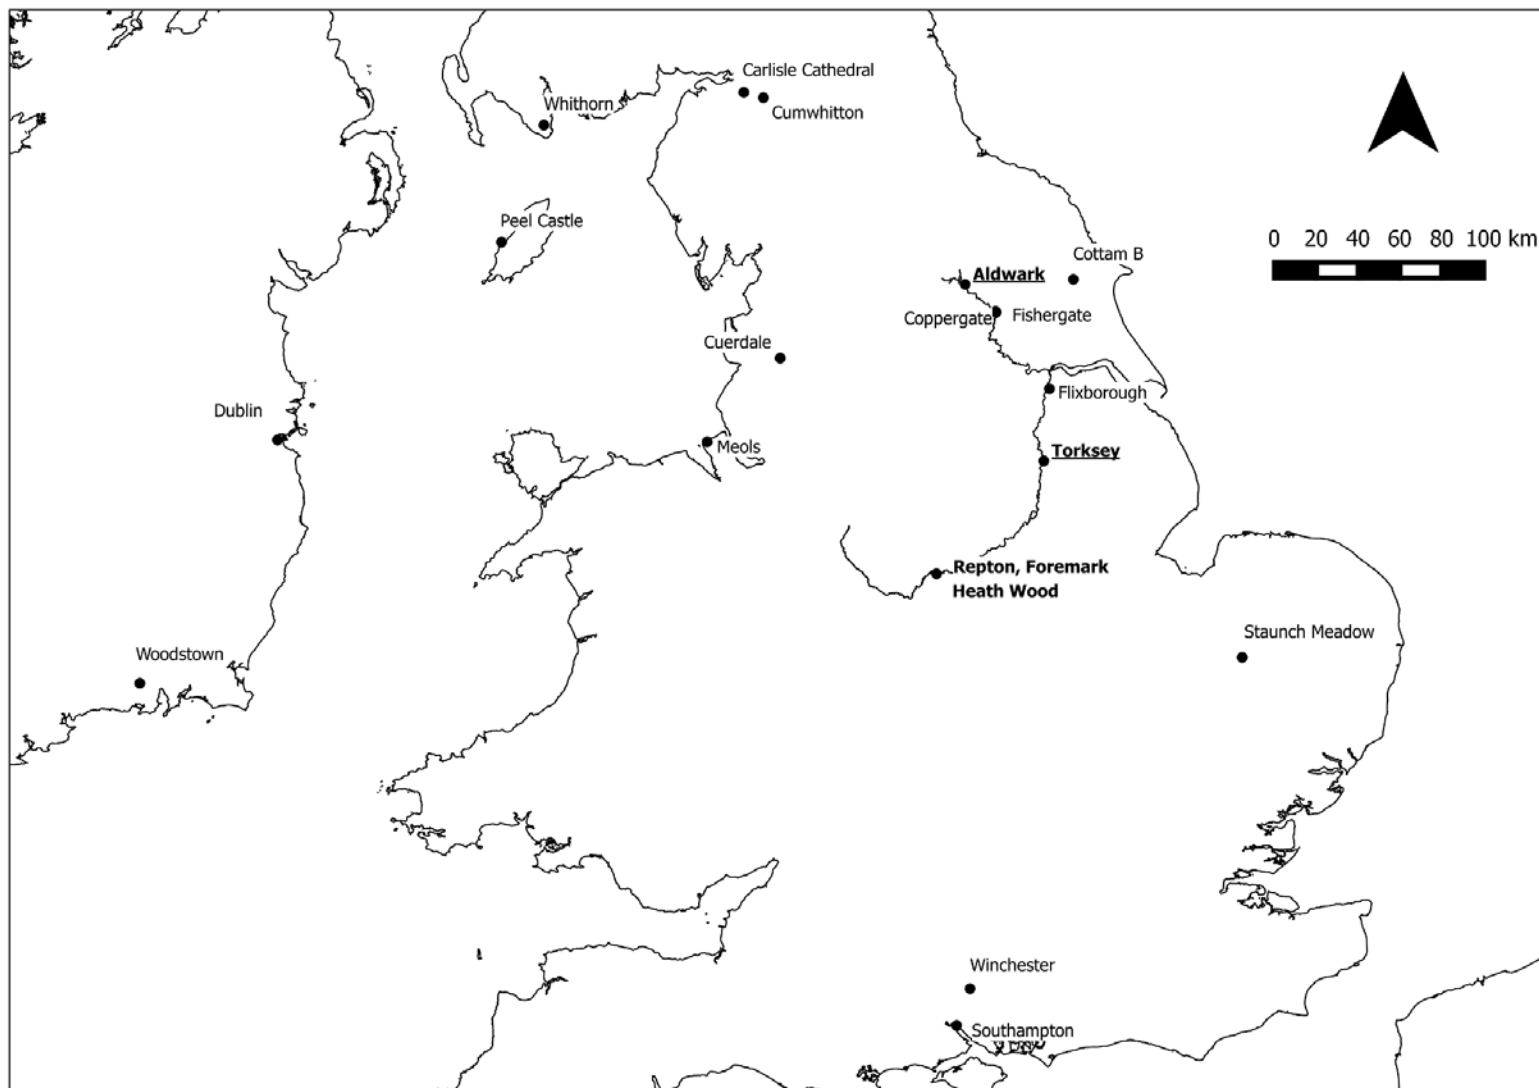 Carlisle Cathedral
Whithorn
Cumwhitton
Peel Castle
0 20 40 60 80 100 km
Cottam B
Aldwark
Coppergate
Fishergate
Cuerdale
Flixborough
Dublin
Meols
Torksey
Repton, Foremark
Heath Wood
Staunch Meadow
Woodstown
Winchester
Southampton